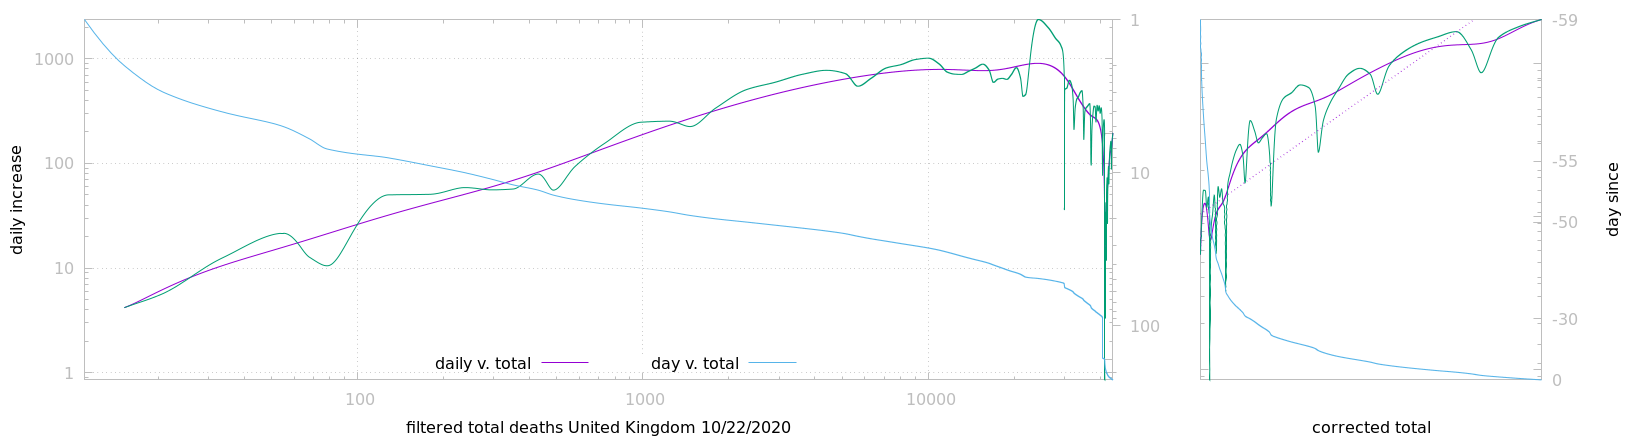 1000
100
10
1
daily increase
daily v. total
day v. total
100
1000
10000
filtered total deaths United Kingdom 10/22/2020
1
10
100
-59
-55
-50
-30
0
day since
corrected total